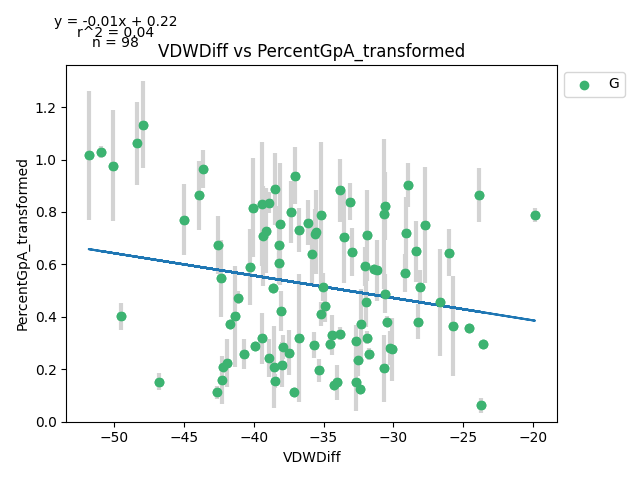 y = -0.01x + 0.22
r^2 = 0.04
n = 98
VDWDiff vs PercentGpA_transformed
G
PercentGpA_transformed
1.2
1.0
0.8
0.6
0.4
0.2
0.0
−50
−45
−40
−35
−30
−25
−20
VDWDiff